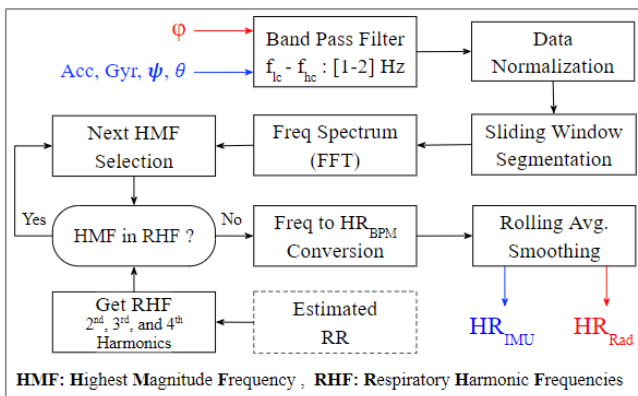 φ
Acc, Gyr, ψ, θ
Band Pass Filter
f_lc - f_hc : [1-2] Hz
Data
Normalization
Next HMF
Selection
Freq Spectrum
(FFT)
Sliding Window
Segmentation
Yes
HMF in RHF ?
No
Freq to HR_BPM
Conversion
Rolling Avg.
Smoothing
Get RHF
2nd, 3rd, and 4th
Harmonics
Estimated
RR
HR_IMU
HR_Rad
HMF: Highest Magnitude Frequency , RHF: Respiratory Harmonic Frequencies